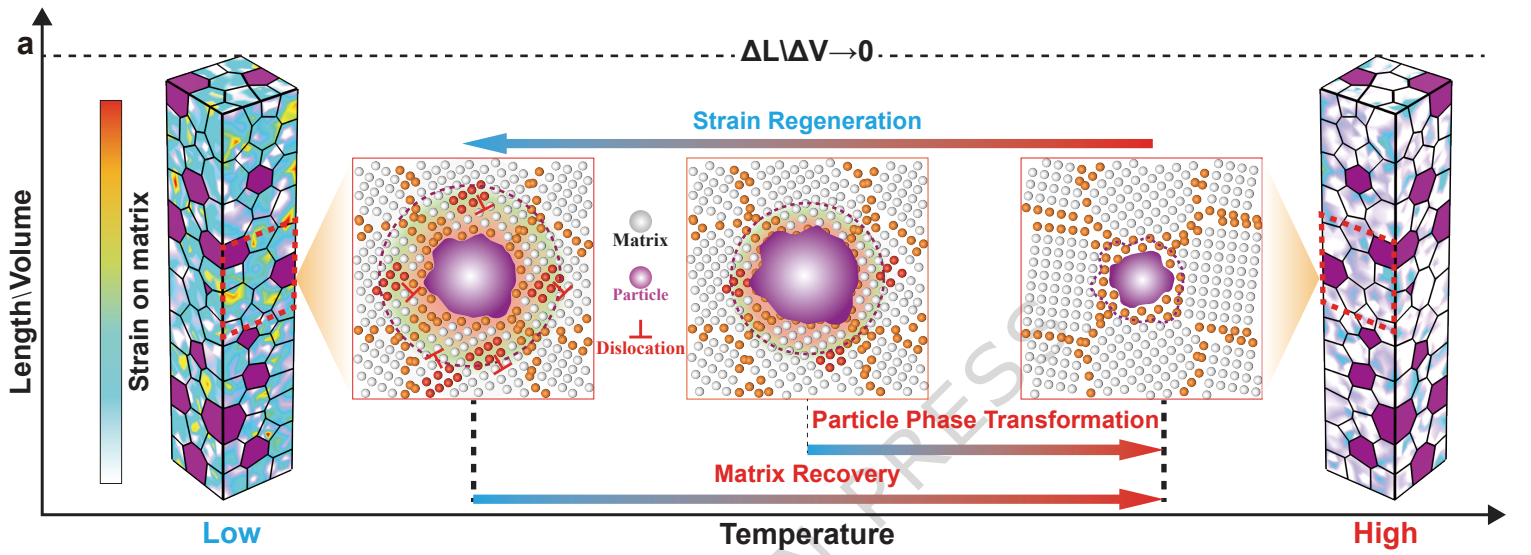 a
ΔL\ΔV→0
Length\Volume
Strain on matrix
Strain Regeneration
Matrix
Particle
Dislocation
Particle Phase Transformation
Matrix Recovery
PRESS
Low
Temperature
High